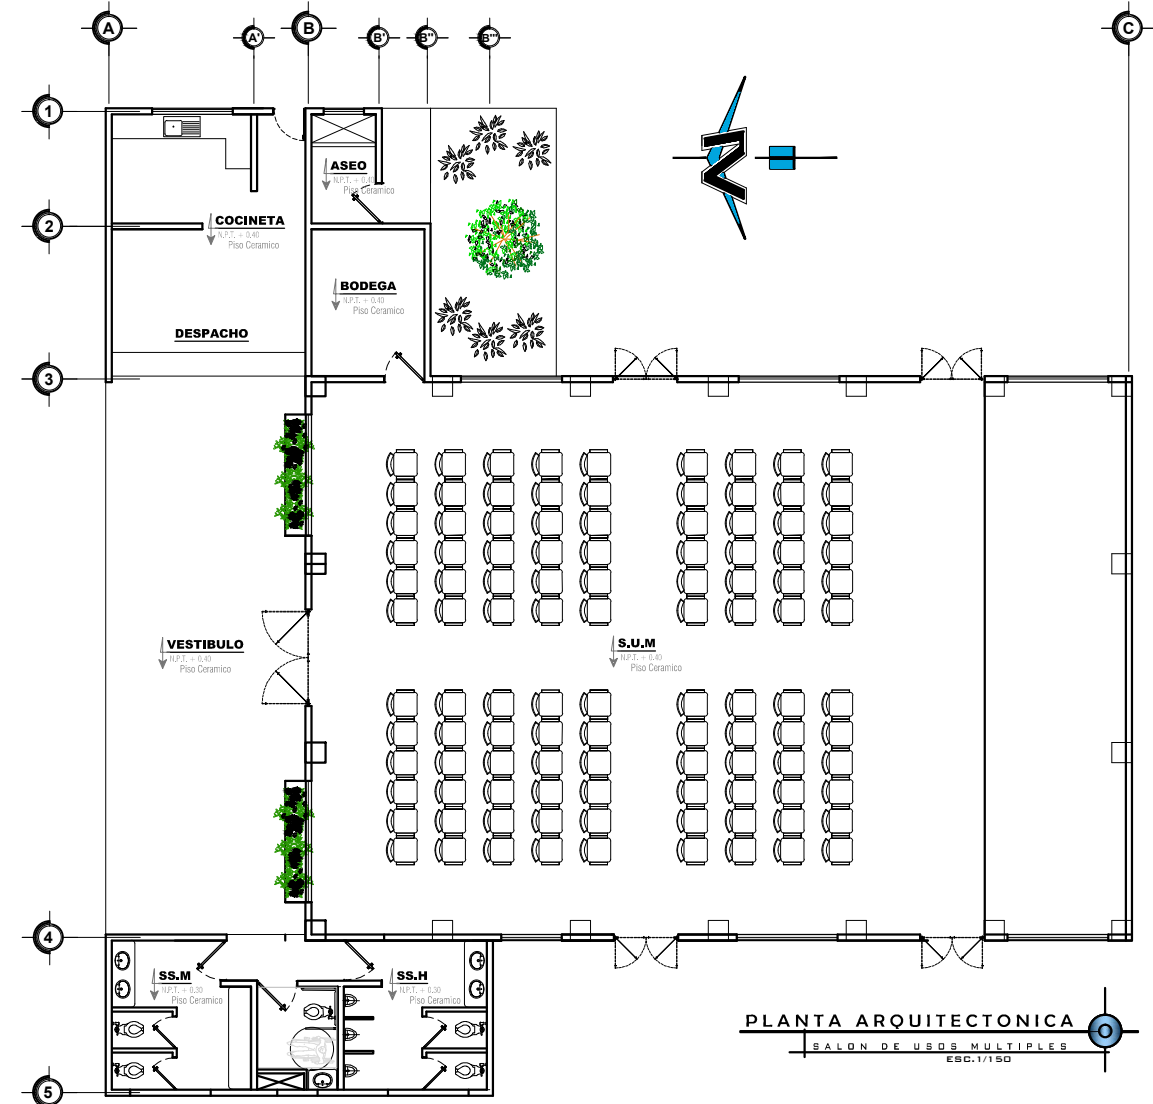 A
A'
B
B'
B''
B'''
C
1
ASEO
N.P.T. + 0.40
Piso Ceramico
N
2
COCINETA
N.P.T. + 0.40
Piso Ceramico
BODEGA
N.P.T. + 0.40
Piso Ceramico
DESPACHO
3
VESTIBULO
N.P.T. + 0.40
Piso Ceramico
S.U.M
N.P.T. + 0.40
Piso Ceramico
4
SS.M
N.P.T. + 0.30
Piso Ceramico
SS.H
N.P.T. + 0.30
Piso Ceramico
PLANTA ARQUITECTONICA
SALON DE USOS MULTIPLES
ESC.1/150
5